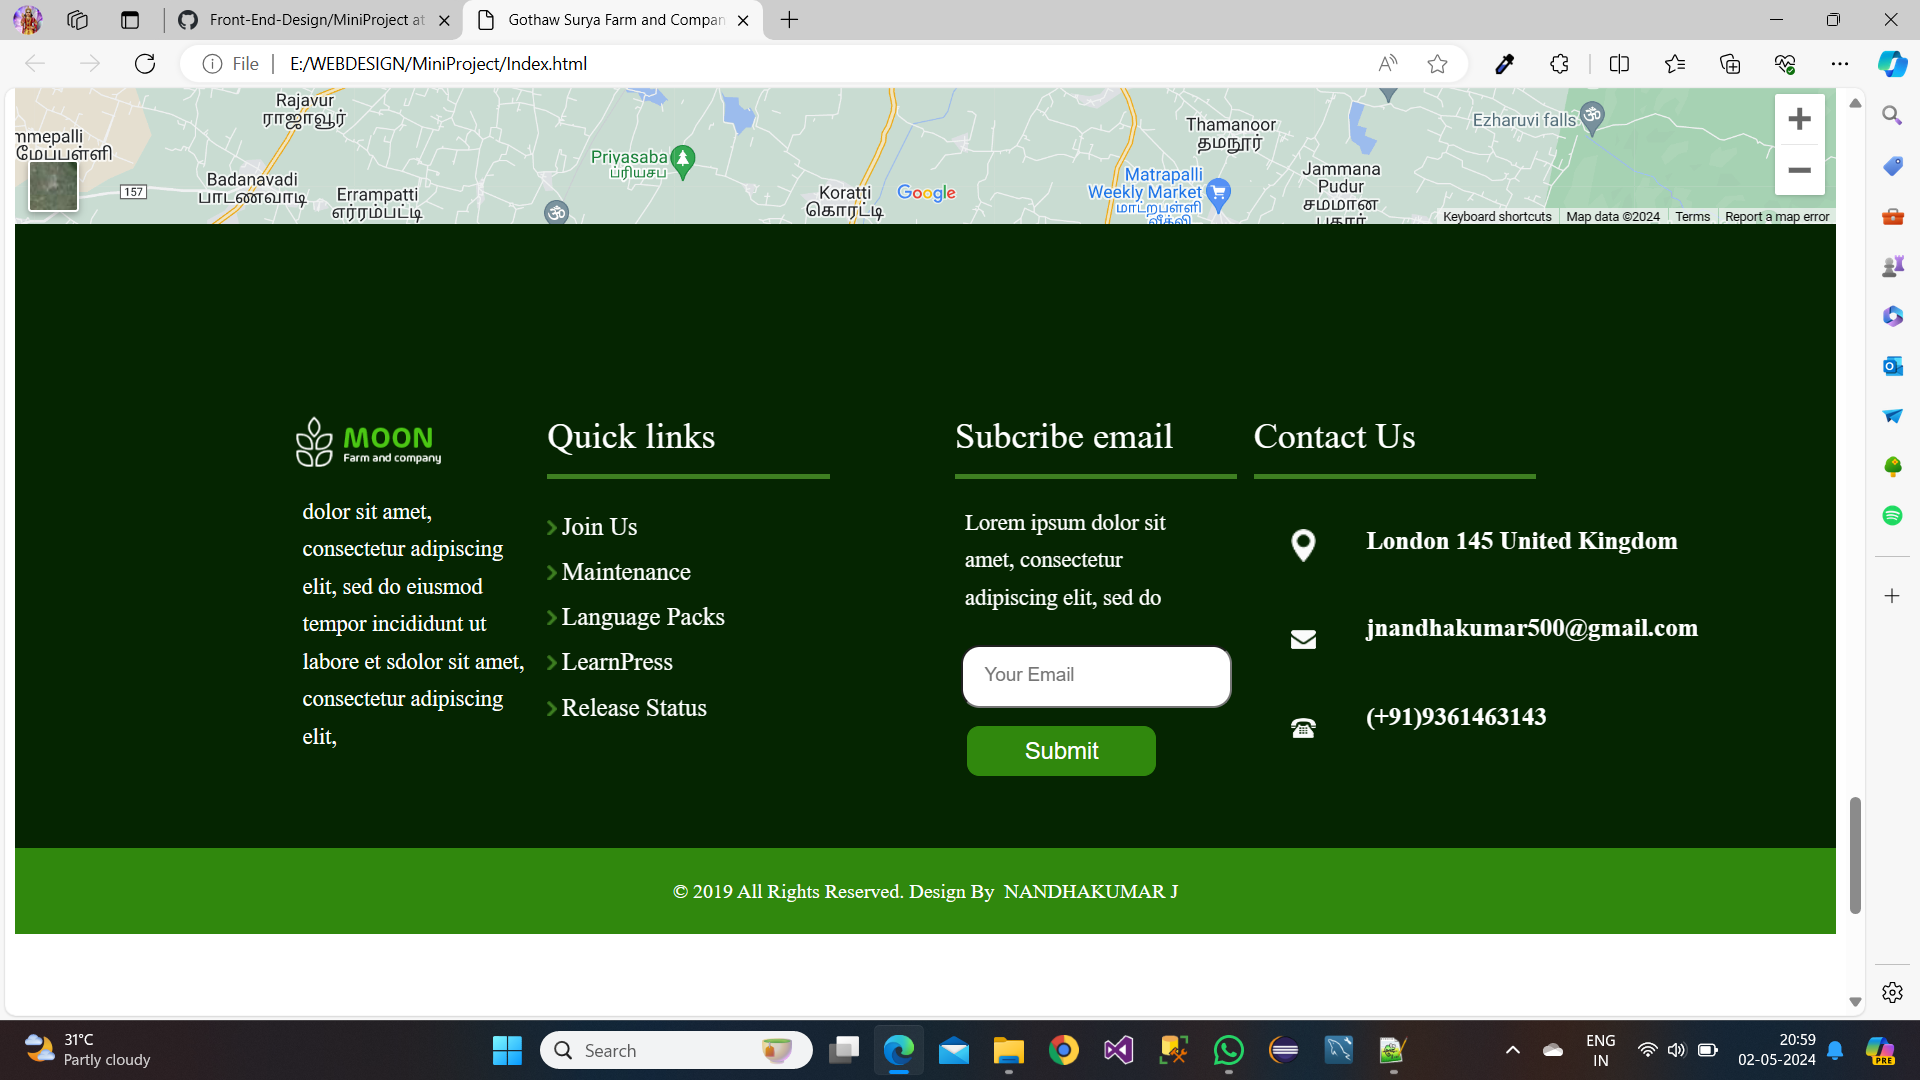 Front-End-Design/MiniProject at
Gothaw Surya Farm and Compan
File
E:/WEBDESIGN/MiniProject/Index.html
Rajavur
ராஜாவூர்
mmepalli
மேப்பள்ளி
157
Badanavadi
பாடணவாடி
Errampatti
எர்ரம்பட்டி
Priyasaba
ப்ரியசப
Koratti
கொரட்டி
Google
Thamanoor
தமநூர்
Matrapalli
Weekly Market
மாட்றபள்ளி
வீக்லி
Jammana
Pudur
சம்மான
புதூர்
Ezharuvi falls
Keyboard shortcuts
Map data ©2024
Terms
Report a map error
MOON
Farm and company
dolor sit amet,
consectetur adipiscing
elit, sed do eiusmod
tempor incididunt ut
labore et sdolor sit amet,
consectetur adipiscing
elit,
Quick links
Join Us
Maintenance
Language Packs
LearnPress
Release Status
Subcribe email
Lorem ipsum dolor sit
amet, consectetur
adipiscing elit, sed do
Your Email
Submit
Contact Us
London 145 United Kingdom
jnandhakumar500@gmail.com
(+91)9361463143
© 2019 All Rights Reserved. Design By  NANDHAKUMAR J
31°C
Partly cloudy
Search
ENG
IN
20:59
02-05-2024
PRE